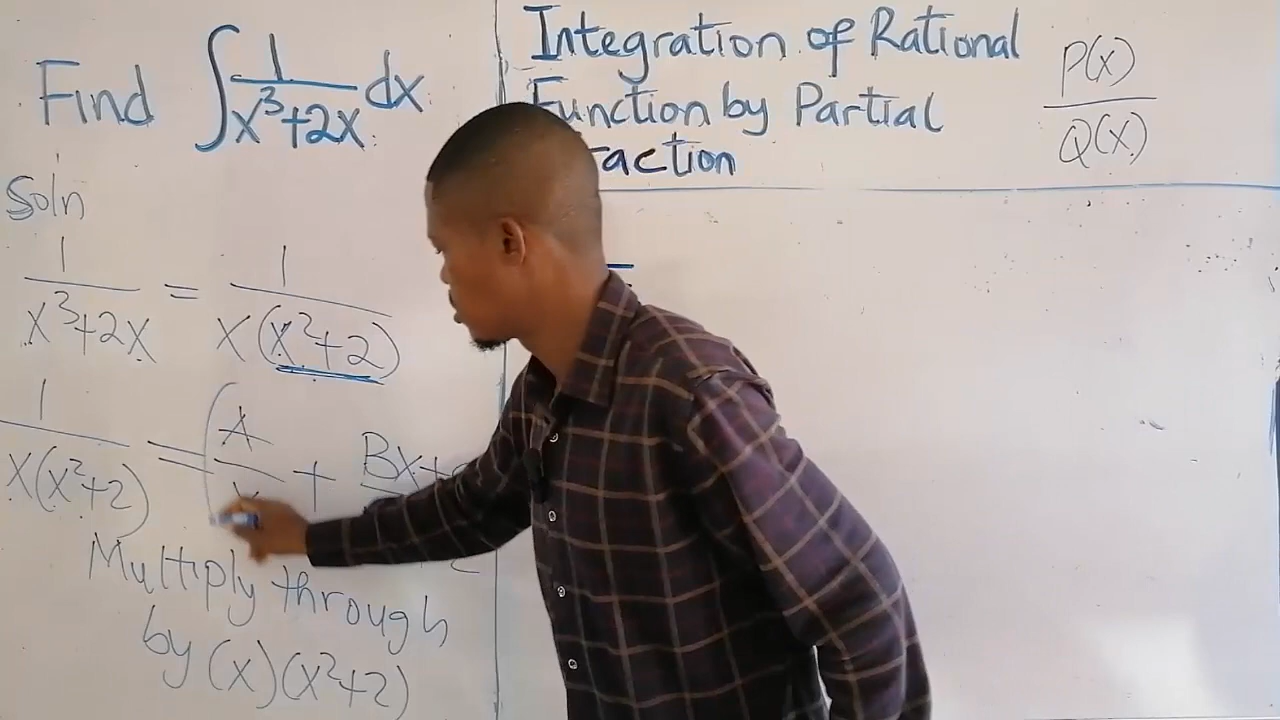 Find ∫ 1/(x³+2x) dx
Integration of Rational
Function by Partial
raction
P(x)/Q(x)
Soln
1/(x³+2x) = 1/(x(x²+2))
1/(x(x²+2)) = (A/x + Bx+
Multiply through
by (x)(x²+2)